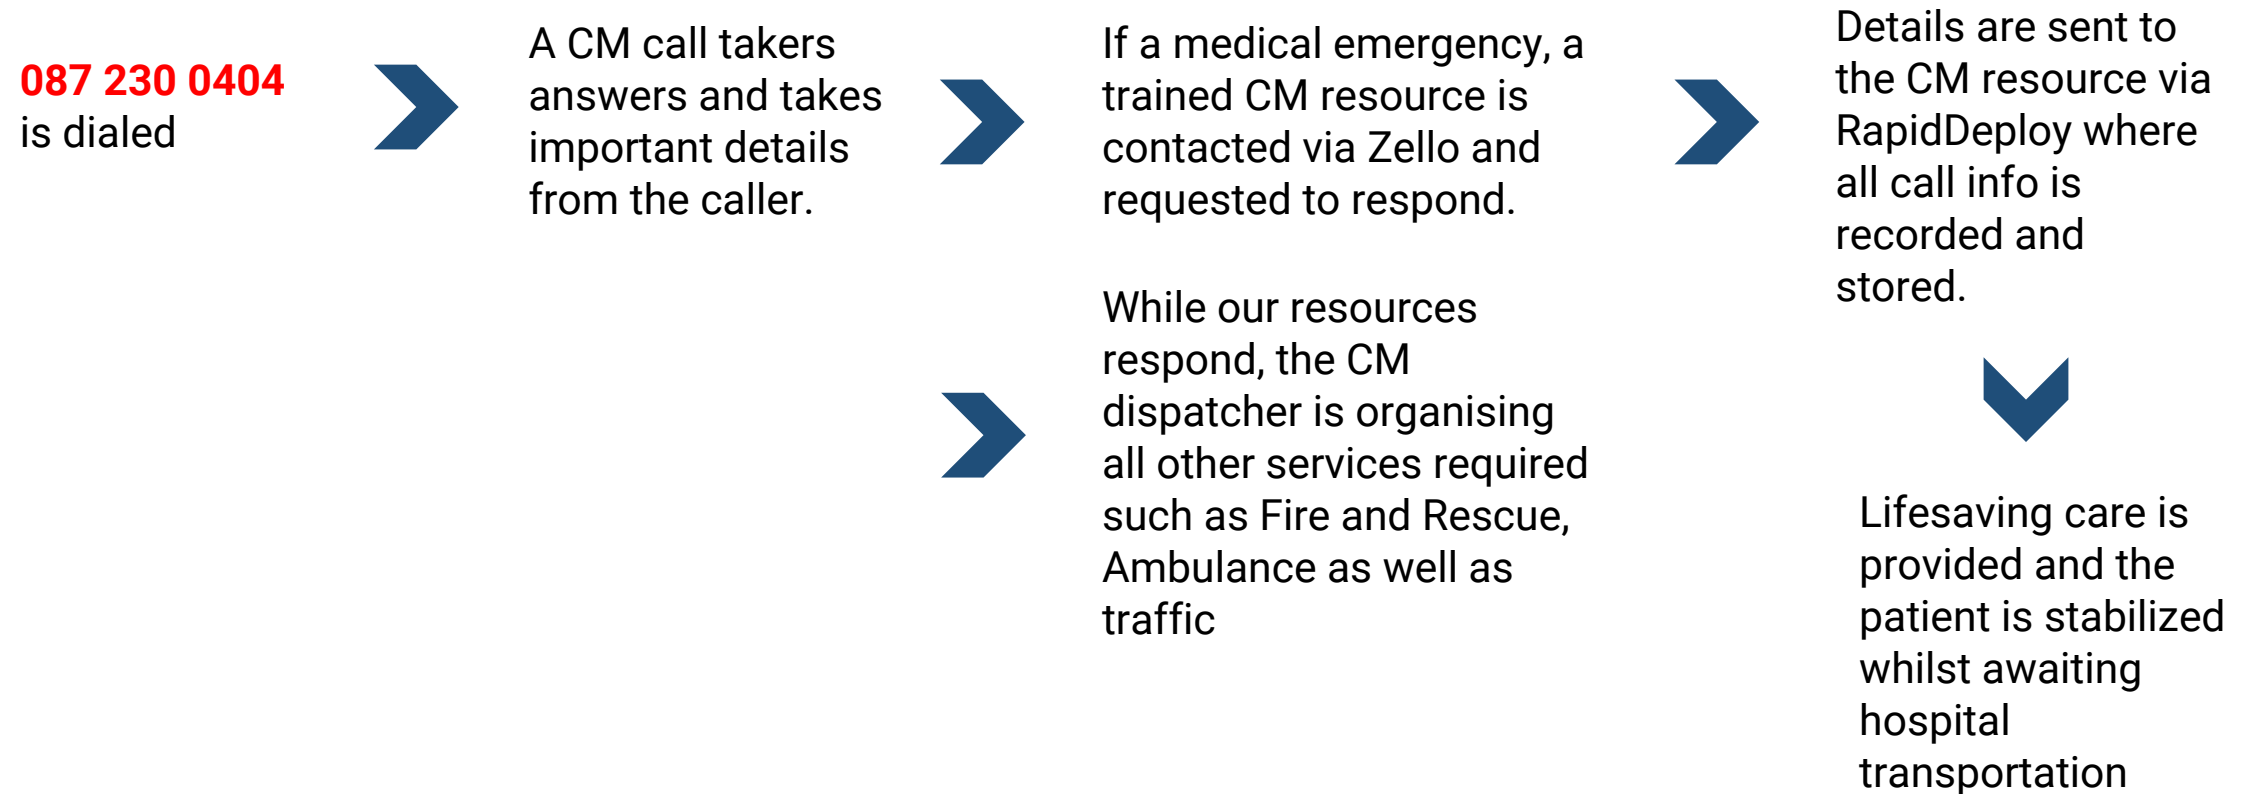 087 230 0404
is dialed
A CM call takers
answers and takes
important details
from the caller.
If a medical emergency, a
trained CM resource is
contacted via Zello and
requested to respond.
Details are sent to
the CM resource via
RapidDeploy where
all call info is
recorded and
stored.
While our resources
respond, the CM
dispatcher is organising
all other services required
such as Fire and Rescue,
Ambulance as well as
traffic
Lifesaving care is
provided and the
patient is stabilized
whilst awaiting
hospital
transportation